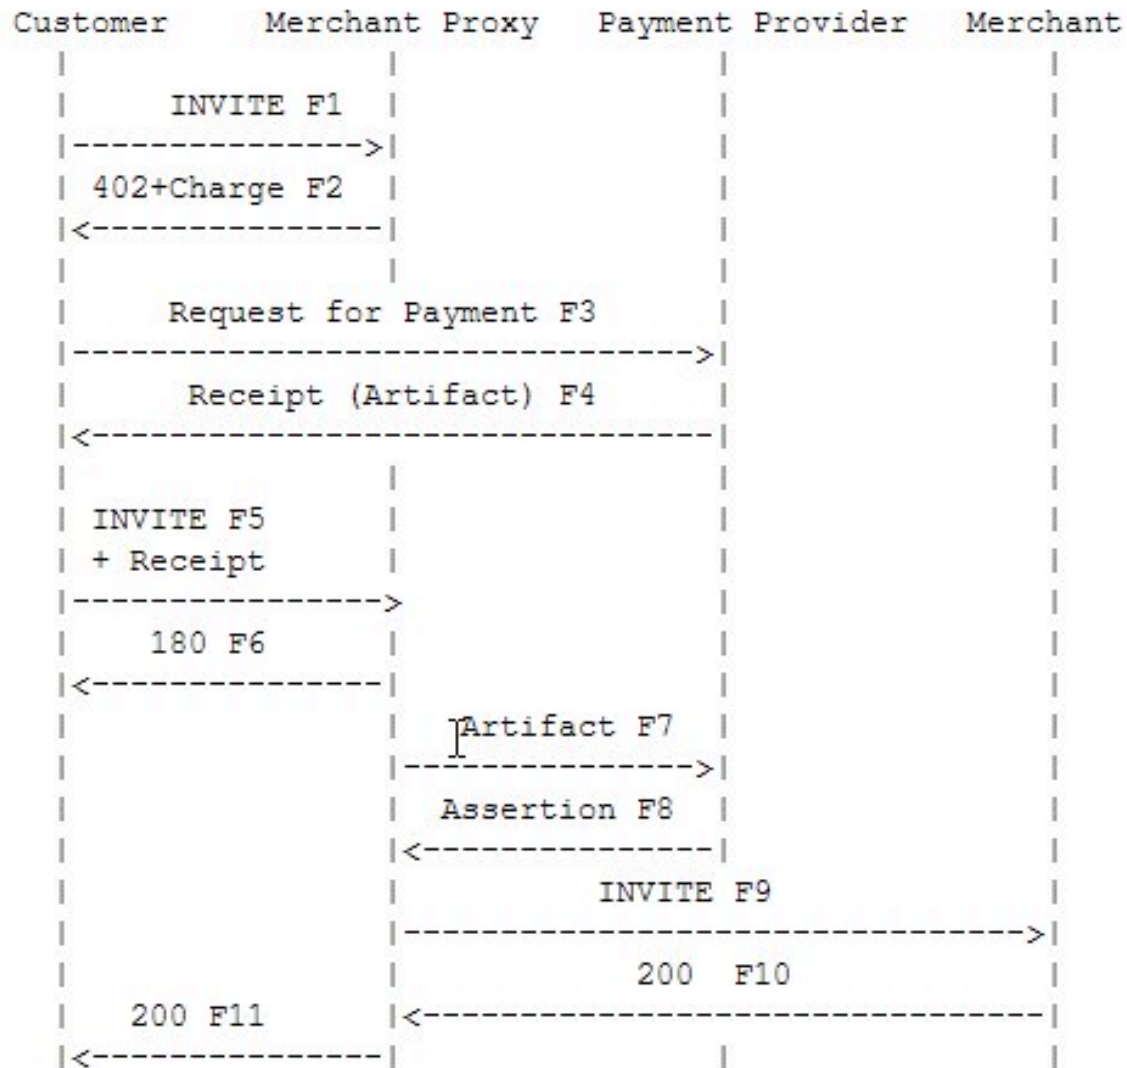 Customer Merchant Proxy Payment Provider Merchant
INVITE F1
402+Charge F2
Request for Payment F3
Receipt (Artifact) F4
INVITE F5
+ Receipt
180 F6
Artifact F7
Assertion F8
INVITE F9
200 F10
200 F11